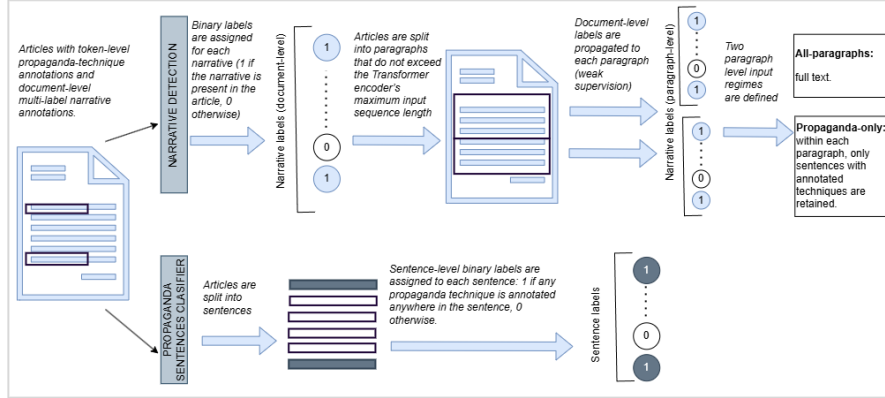 Articles with token-level
propaganda-technique
annotations and
document-level
multi-label narrative
annotations.
NARRATIVE DETECTION
Binary labels
are assigned
for each
narrative (1 if
the narrative is
present in the
article, 0
otherwise)
Narrative labels (document-level)
1
0
1
Articles are split
into paragraphs
that do not exceed
the Transformer
encoder's
maximum input
sequence length
Document-level
labels are
propagated to
each paragraph
(weak
supervision)
Narrative labels (paragraph-level)
1
0
1
1
0
1
Two
paragraph
level input
regimes
are defined
All-paragraphs:
full text.
Propaganda-only:
within each
paragraph, only
sentences with
annotated
techniques are
retained.
PROPAGANDA
SENTENCES CLASIFIER
Articles are
split into
sentences
Sentence-level binary labels are
assigned to each sentence: 1 if any
propaganda technique is annotated
anywhere in the sentence, 0
otherwise.
Sentence labels
1
0
1